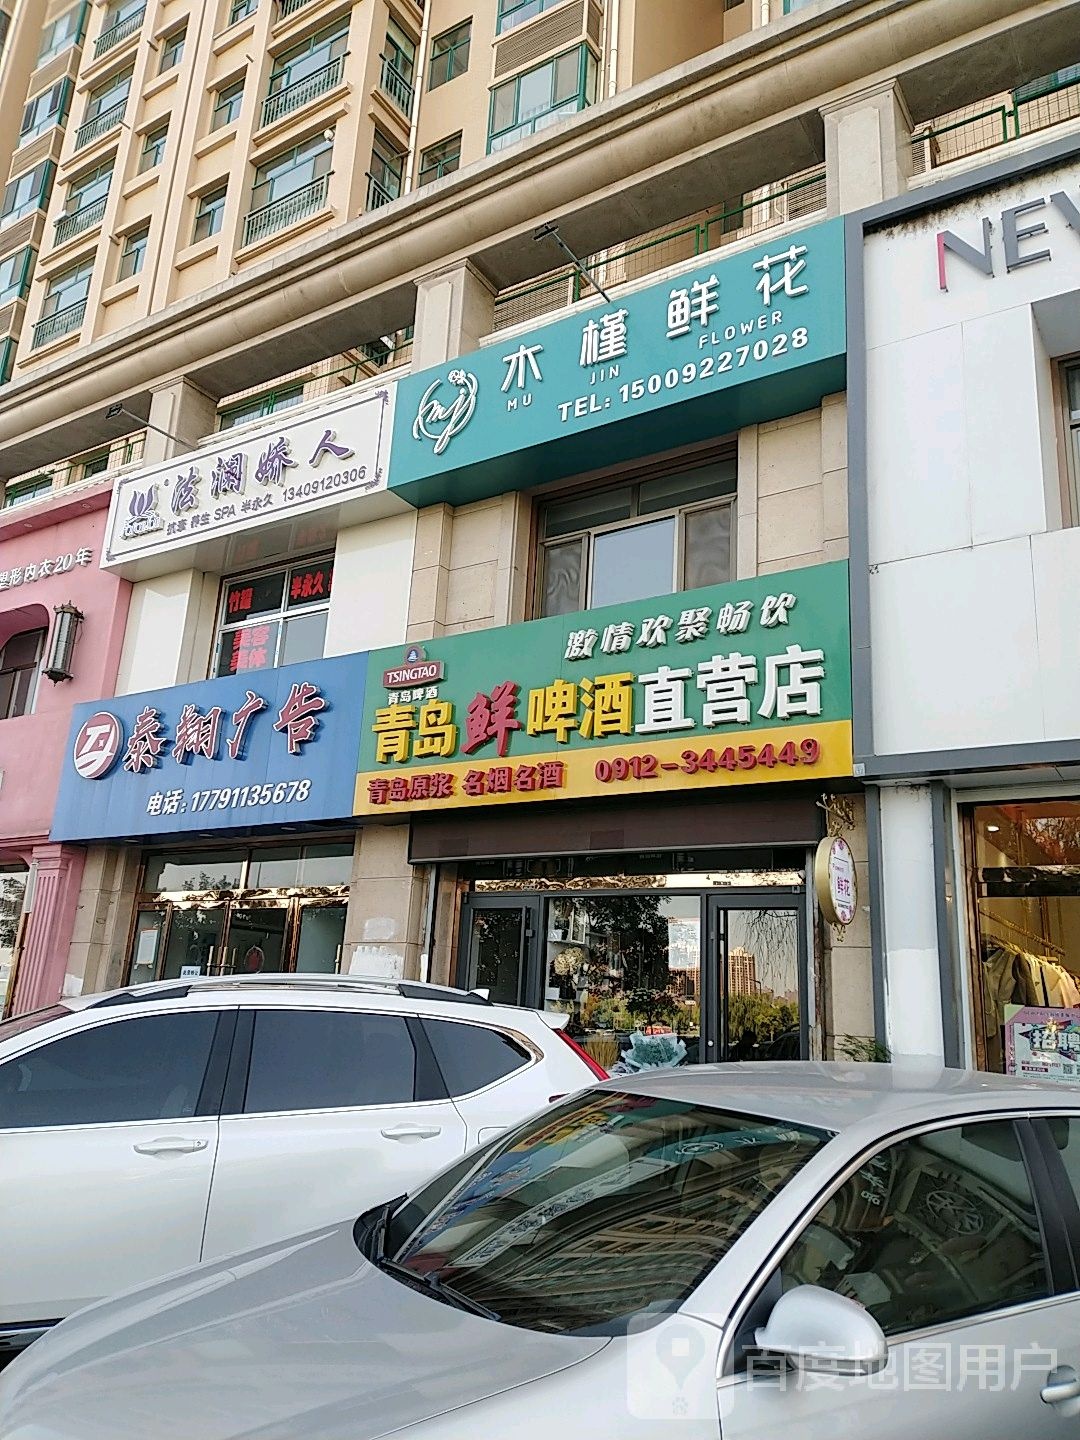 NEW
木槿鲜花
MU JIN FLOWER
TEL: 15009227028
法澜娇人
养生 SPA 半永久 13409120306
塑形内衣20年
竹罐 半永久
美容
美体
激情欢聚畅饮
TSINGTAO
青岛啤酒
青岛鲜啤酒直营店
青岛原浆 名烟名酒 0912-3445449
泰翔广告
电话:17791135678
鲜花
招聘
百度地图用户